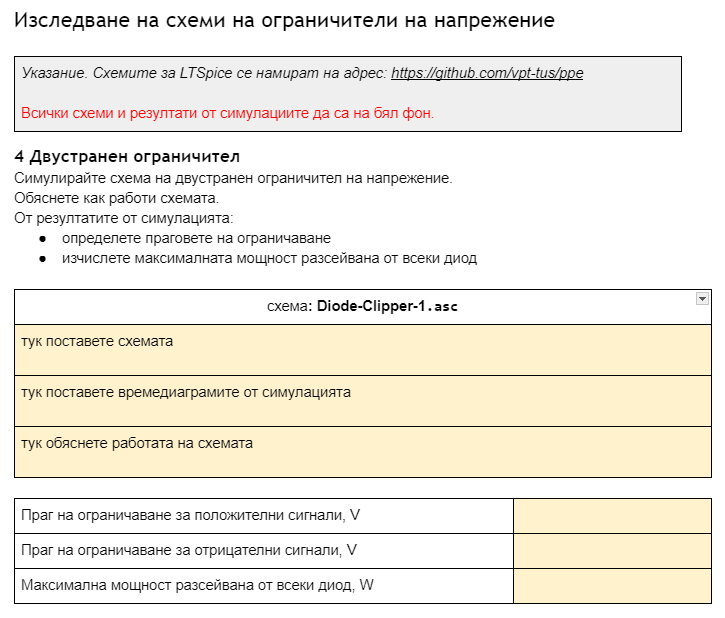 Изследване на схеми на ограничители на напрежение
Указание. Схемите за LTSpice се намират на адрес: https://github.com/vpt-tus/ppe
Всички схеми и резултати от симулациите да са на бял фон.
4 Двустранен ограничител
Симулирайте схема на двустранен ограничител на напрежение.
Обяснете как работи схемата.
От резултатите от симулацията:
● определете праговете на ограничаване
● изчислете максималната мощност разсейвана от всеки диод
схема: Diode-Clipper-1.asc
тук поставете схемата
тук поставете времедиаграмите от симулацията
тук обяснете работата на схемата
Праг на ограничаване за положителни сигнали, V
Праг на ограничаване за отрицателни сигнали, V
Максимална мощност разсейвана от всеки диод, W